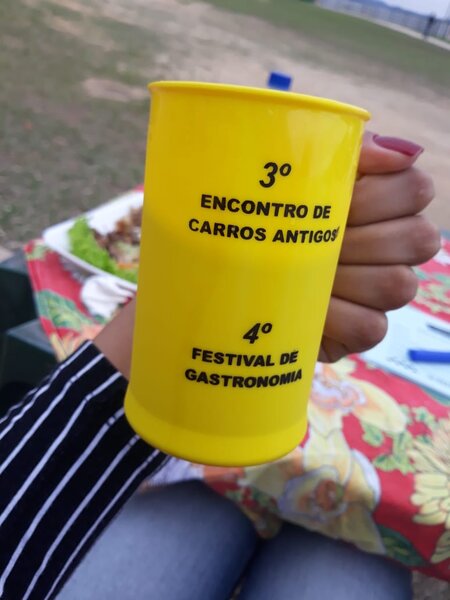 3º
ENCONTRO DE
CARROS ANTIGOS
4º
FESTIVAL DE
GASTRONOMIA